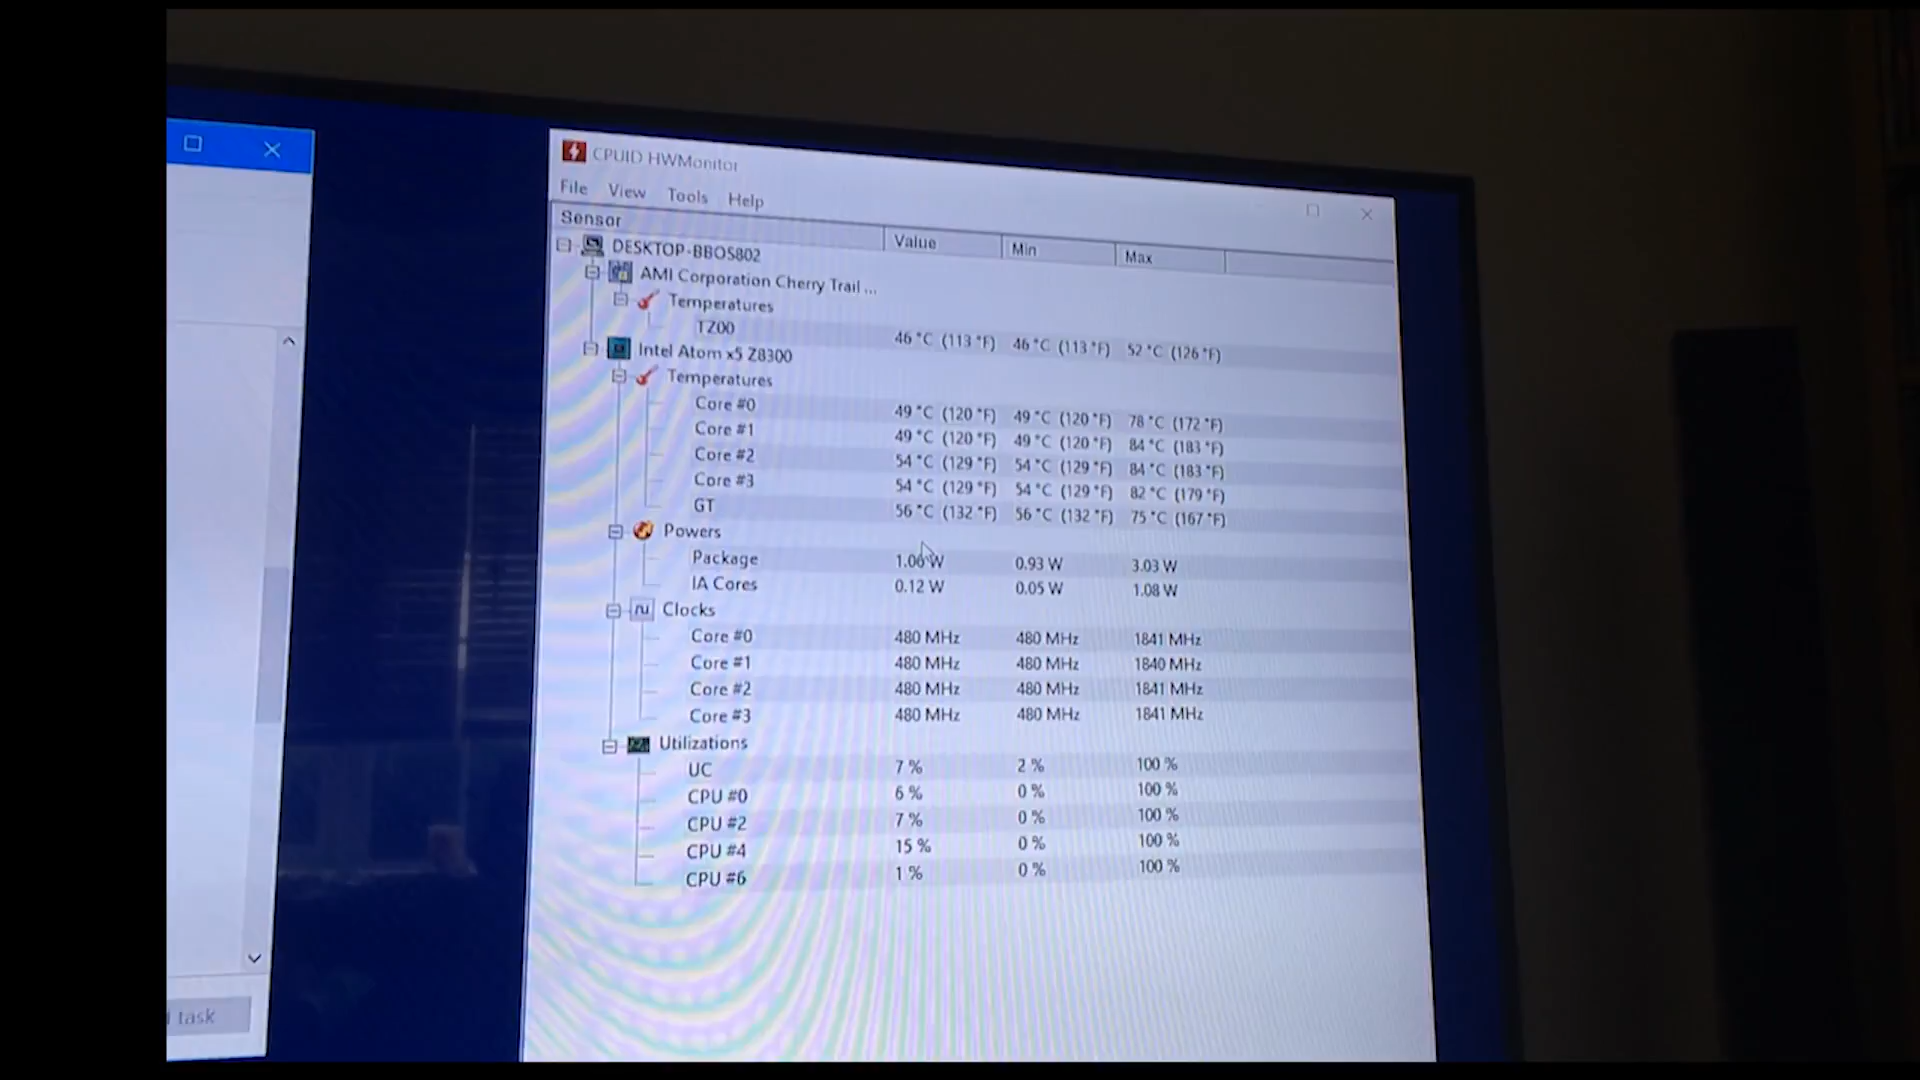 CPUID HWMonitor
File View Tools Help
Sensor Value Min Max
DESKTOP-BBOS802
AMI Corporation Cherry Trail ...
Temperatures
TZ00 46 °C (113 °F) 46 °C (113 °F) 52 °C (126 °F)
Intel Atom x5 Z8300
Temperatures
Core #0 49 °C (120 °F) 49 °C (120 °F) 78 °C (172 °F)
Core #1 49 °C (120 °F) 49 °C (120 °F) 84 °C (183 °F)
Core #2 54 °C (129 °F) 54 °C (129 °F) 84 °C (183 °F)
Core #3 54 °C (129 °F) 54 °C (129 °F) 82 °C (179 °F)
GT 56 °C (132 °F) 56 °C (132 °F) 75 °C (167 °F)
Powers
Package 1.06 W 0.93 W 3.03 W
IA Cores 0.12 W 0.05 W 1.08 W
Clocks
Core #0 480 MHz 480 MHz 1841 MHz
Core #1 480 MHz 480 MHz 1840 MHz
Core #2 480 MHz 480 MHz 1841 MHz
Core #3 480 MHz 480 MHz 1841 MHz
Utilizations
UC 7 % 2 % 100 %
CPU #0 6 % 0 % 100 %
CPU #2 7 % 0 % 100 %
CPU #4 15 % 0 % 100 %
CPU #6 1 % 0 % 100 %
task